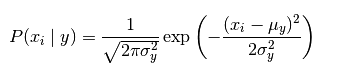 P(x_i | y) = \frac{1}{\sqrt{2\pi\sigma_y^2}} \exp\left(-\frac{(x_i - \mu_y)^2}{2\sigma_y^2}\right)